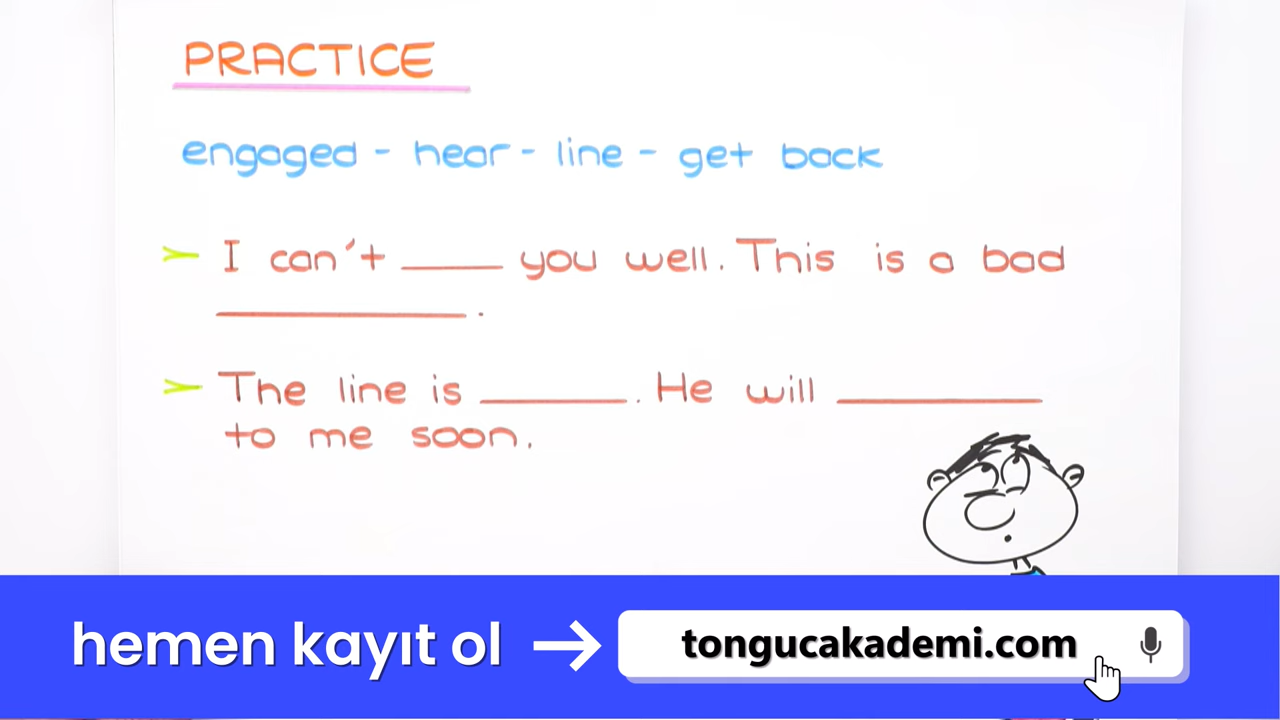 PRACTICE
engaged - hear - line - get back
I can't ____ you well. This is a bad
__________.
The line is ______. He will ________
to me soon.
hemen kayıt ol → tongucakademi.com